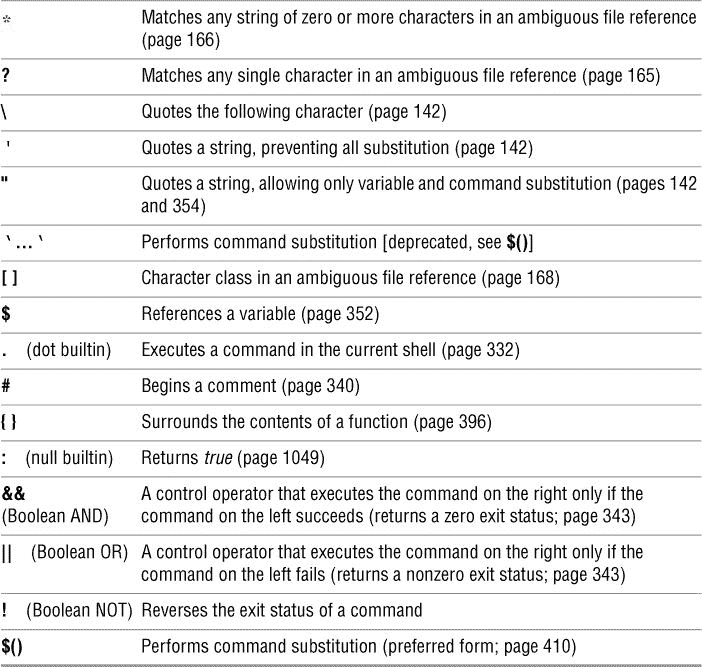 * Matches any string of zero or more characters in an ambiguous file reference
(page 166)
? Matches any single character in an ambiguous file reference (page 165)
\ Quotes the following character (page 142)
' Quotes a string, preventing all substitution (page 142)
" Quotes a string, allowing only variable and command substitution (pages 142
and 354)
`...` Performs command substitution [deprecated, see $()]
[ ] Character class in an ambiguous file reference (page 168)
$ References a variable (page 352)
. (dot builtin) Executes a command in the current shell (page 332)
# Begins a comment (page 340)
{ } Surrounds the contents of a function (page 396)
: (null builtin) Returns true (page 1049)
&& A control operator that executes the command on the right only if the
(Boolean AND) command on the left succeeds (returns a zero exit status; page 343)
|| (Boolean OR) A control operator that executes the command on the right only if the
command on the left fails (returns a nonzero exit status; page 343)
! (Boolean NOT) Reverses the exit status of a command
$() Performs command substitution (preferred form; page 410)